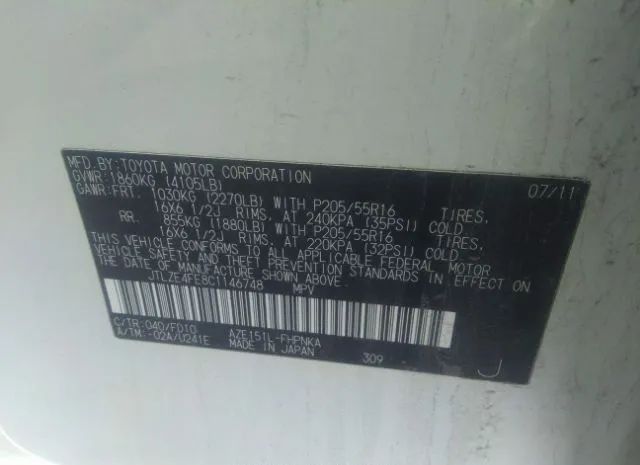 MFD.BY:TOYOTA MOTOR CORPORATION 07/11
GVWR:1860KG (4105LB)
GAWR:FRT. 1030KG (2270LB) WITH P205/55R16 TIRES,
16X6 1/2J RIMS, AT 240KPA (35PSI) COLD.
RR. 855KG (1880LB) WITH P205/55R16 TIRES,
16X6 1/2J RIMS, AT 220KPA (32PSI) COLD.
THIS VEHICLE CONFORMS TO ALL APPLICABLE FEDERAL MOTOR
VEHICLE SAFETY AND THEFT PREVENTION STANDARDS IN EFFECT ON
THE DATE OF MANUFACTURE SHOWN ABOVE.
JTLZE4FE8C1146748 MPV
C/TR:040/FD10 AZE151L-FHPNKA
A/TM:-02A/U241E MADE IN JAPAN 309 J